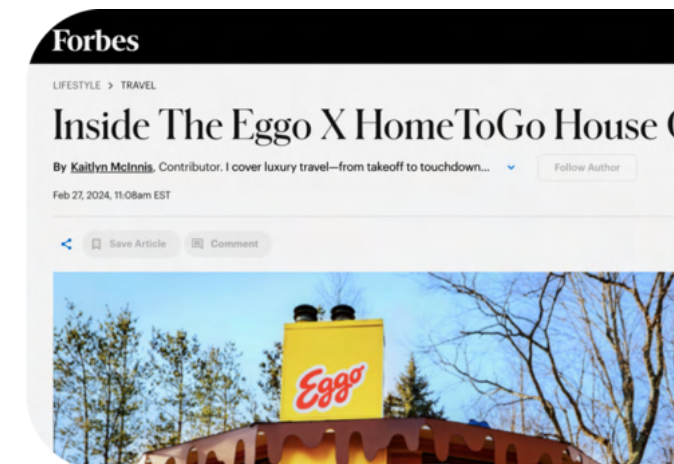 Forbes
LIFESTYLE > TRAVEL
Inside The Eggo X HomeToGo House
By Kaitlyn McInnis, Contributor. I cover luxury travel—from takeoff to touchdown...
Follow Author
Feb 27, 2024, 11:08am EST
Save Article
Comment
Eggo